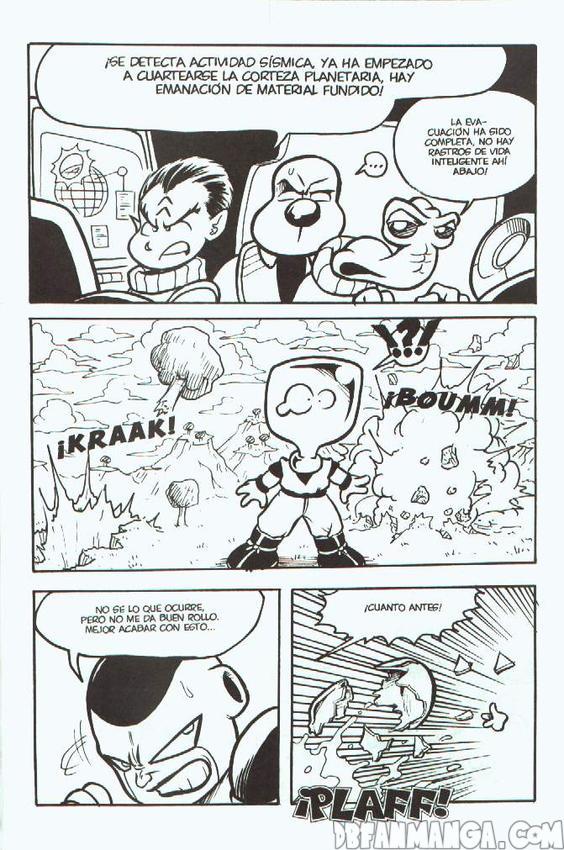 ¡SE DETECTA ACTIVIDAD SÍSMICA, YA HA EMPEZADO
A CUARTEARSE LA CORTEZA PLANETARIA, HAY
EMANACIÓN DE MATERIAL FUNDIDO!
LA EVA-
CUACIÓN HA SIDO
COMPLETA, NO HAY
RASTROS DE VIDA
INTELIGENTE AHÍ
ABAJO!
...
!?!
¡KRAAK!
¡BOUMM!
NO SE LO QUE OCURRE,
PERO NO ME DA BUEN ROLLO.
MEJOR ACABAR CON ESTO...
¡CUANTO ANTES!
¡PLAFF!
DBFANMANGA.COM